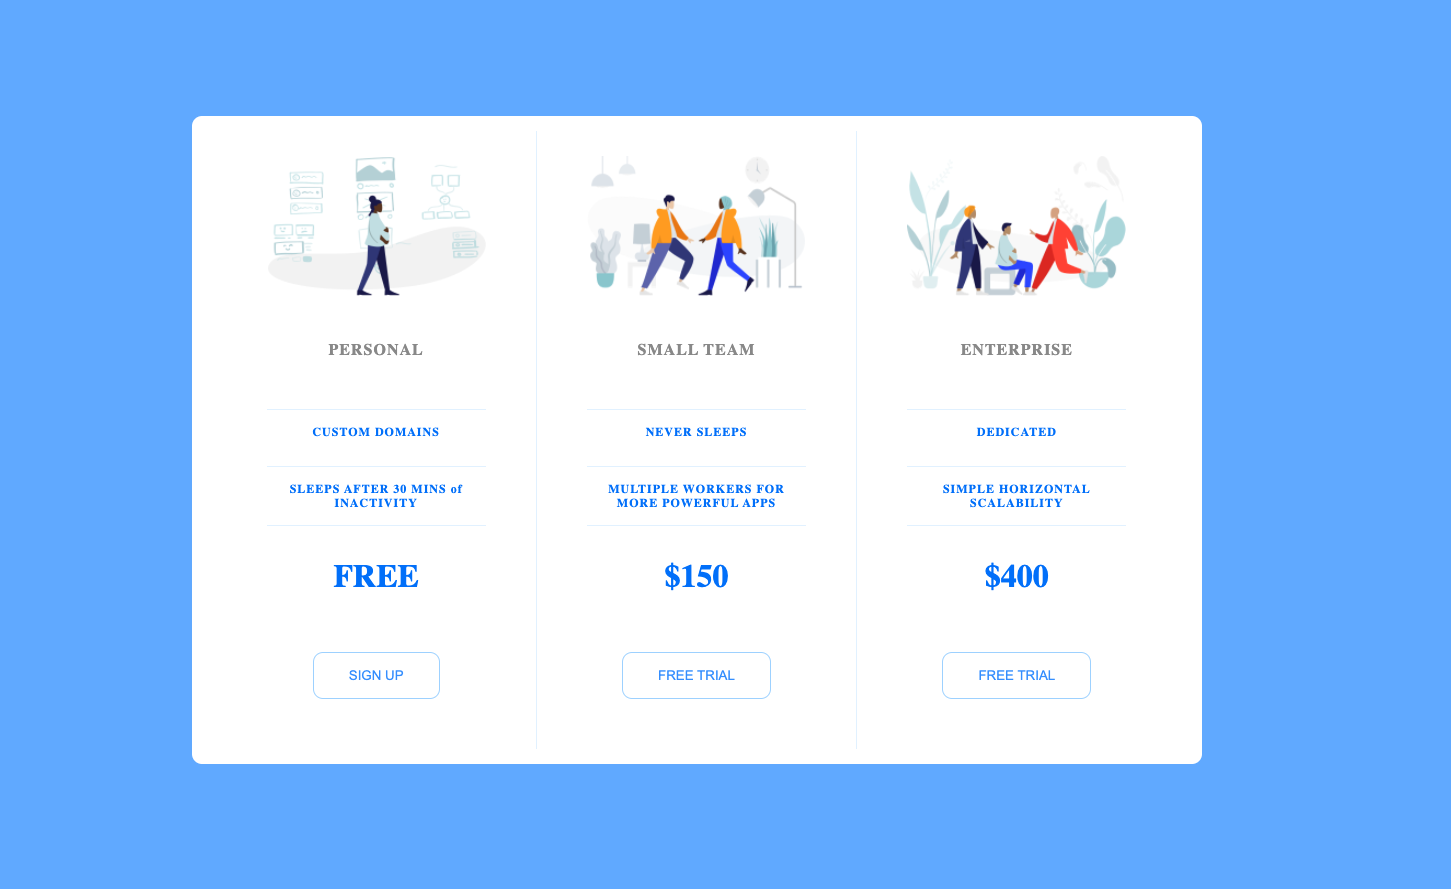 PERSONAL
CUSTOM DOMAINS
SLEEPS AFTER 30 MINS of
INACTIVITY
FREE
SIGN UP
SMALL TEAM
NEVER SLEEPS
MULTIPLE WORKERS FOR
MORE POWERFUL APPS
$150
FREE TRIAL
ENTERPRISE
DEDICATED
SIMPLE HORIZONTAL
SCALABILITY
$400
FREE TRIAL